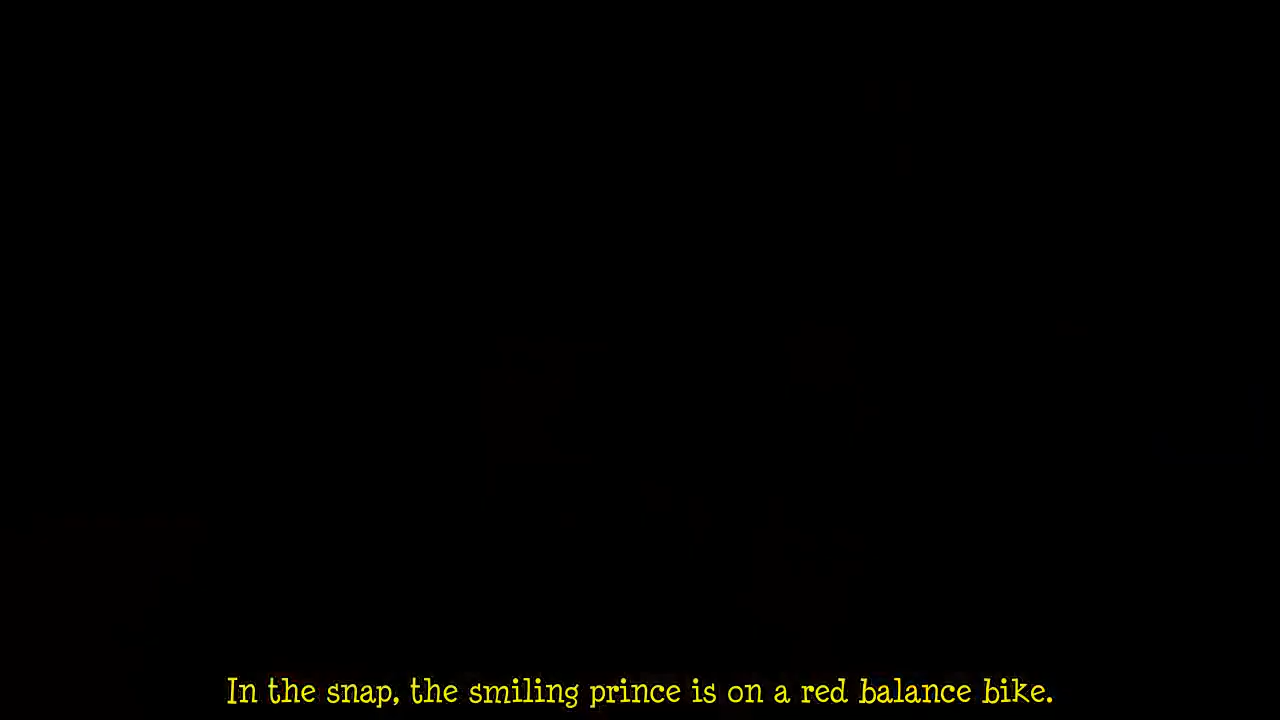 In the snap, the smiling prince is on a red balance bike.